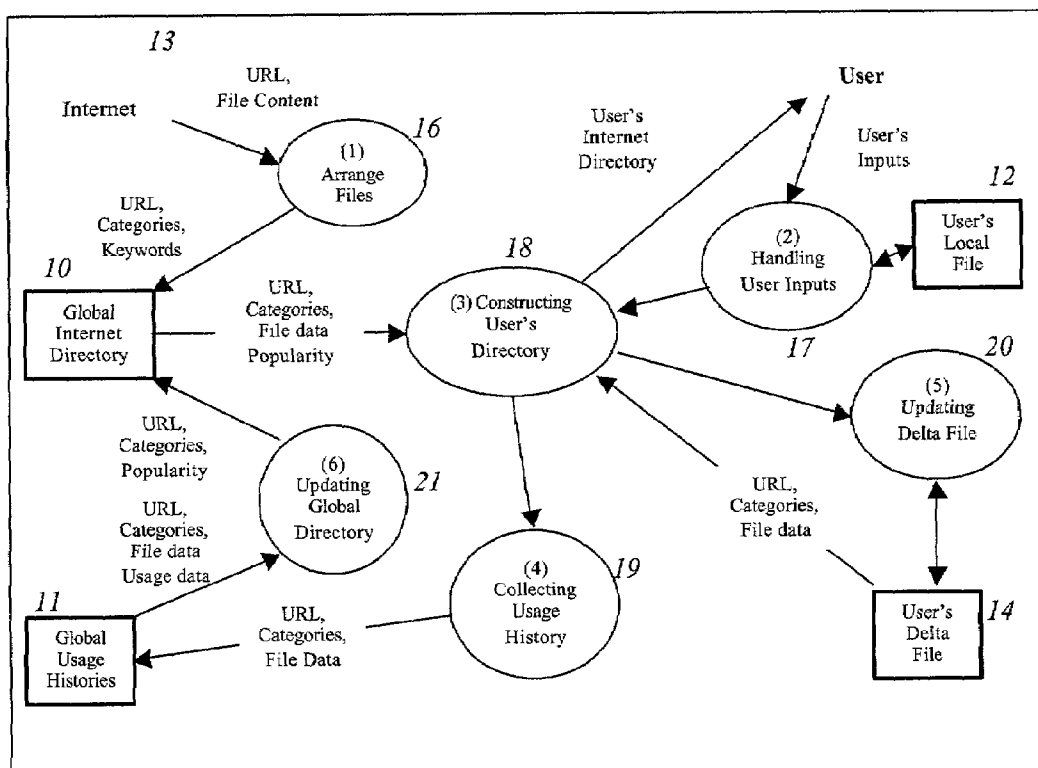 13
URL,
File Content
Internet
16
(1)
Arrange
Files
User
User's
Internet
Directory
User's
Inputs
12
User's
Local
File
(2)
Handling
User Inputs
17
URL,
Categories,
Keywords
10
Global
Internet
Directory
URL,
Categories,
File data
Popularity
18
(3) Constructing
User's
Directory
20
(5)
Updating
Delta File
URL,
Categories,
Popularity
(6)
Updating
Global
Directory
21
URL,
Categories,
File data
Usage data
URL,
Categories,
File data
11
Global
Usage
Histories
URL,
Categories,
File Data
(4)
Collecting
Usage
History
19
User's
Delta
File
14